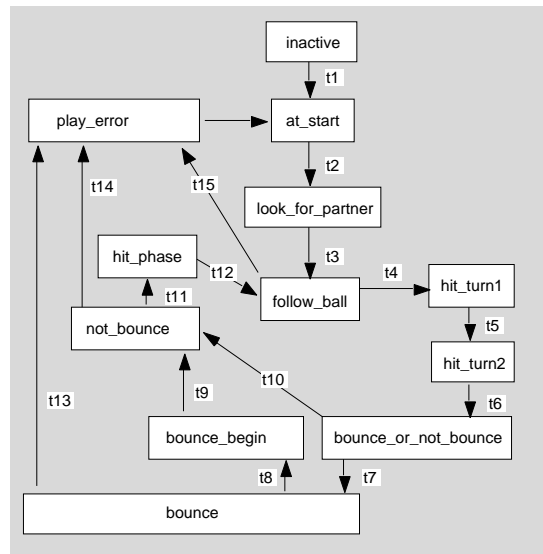 inactive
t1
play_error
at_start
t14
t15
t2
look_for_partner
hit_phase
t12
t3
t4
t11
follow_ball
hit_turn1
not_bounce
t5
t10
hit_turn2
t13
t9
t6
bounce_begin
bounce_or_not_bounce
t8
t7
bounce